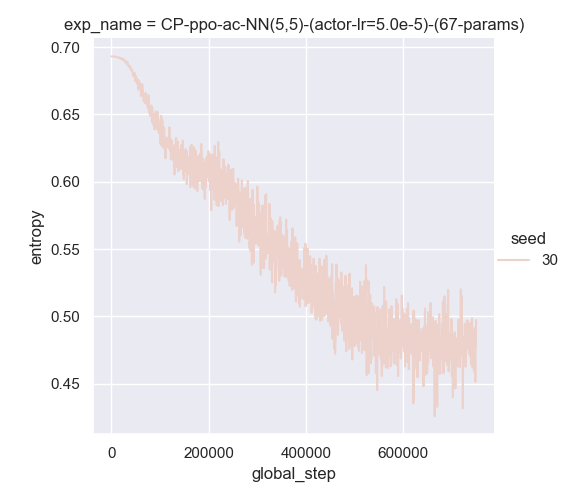 exp_name = CP-ppo-ac-NN(5,5)-(actor-lr=5.0e-5)-(67-params)
0.70
0.65
0.60
0.55
0.50
0.45
entropy
0
200000
400000
600000
global_step
seed
30